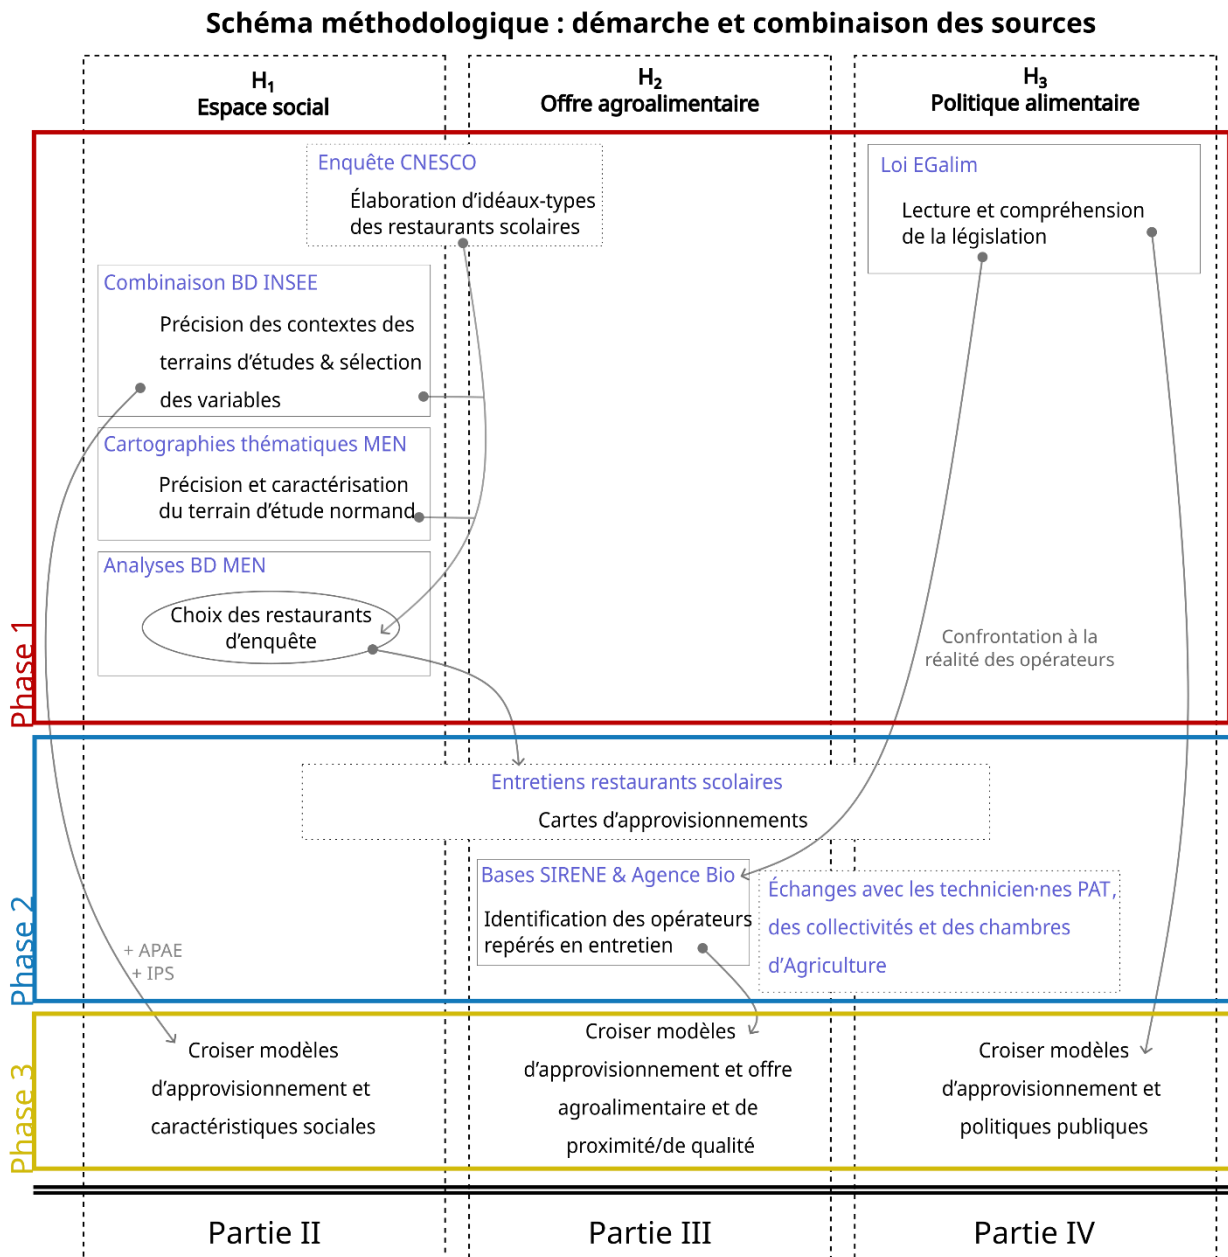 Schéma méthodologique : démarche et combinaison des sources
H₁
Espace social
H₂
Offre agroalimentaire
H₃
Politique alimentaire
Phase 1
Enquête CNESCO
Élaboration d’idéaux-types
des restaurants scolaires
Loi EGalim
Lecture et compréhension
de la législation
Combinaison BD INSEE
Précision des contextes des
terrains d’études & sélection
des variables
Cartographies thématiques MEN
Précision et caractérisation
du terrain d’étude normand
Analyses BD MEN
Choix des restaurants
d’enquête
Confrontation à la
réalité des opérateurs
Phase 2
Entretiens restaurants scolaires
Cartes d’approvisionnements
Bases SIRENE & Agence Bio
Identification des opérateurs
repérés en entretien
Échanges avec les technicien·nes PAT,
des collectivités et des chambres
d’Agriculture
+ APAE
+ IPS
Phase 3
Croiser modèles
d’approvisionnement et
caractéristiques sociales
Croiser modèles
d’approvisionnement et offre
agroalimentaire et de
proximité/de qualité
Croiser modèles
d’approvisionnement et
politiques publiques
Partie II
Partie III
Partie IV